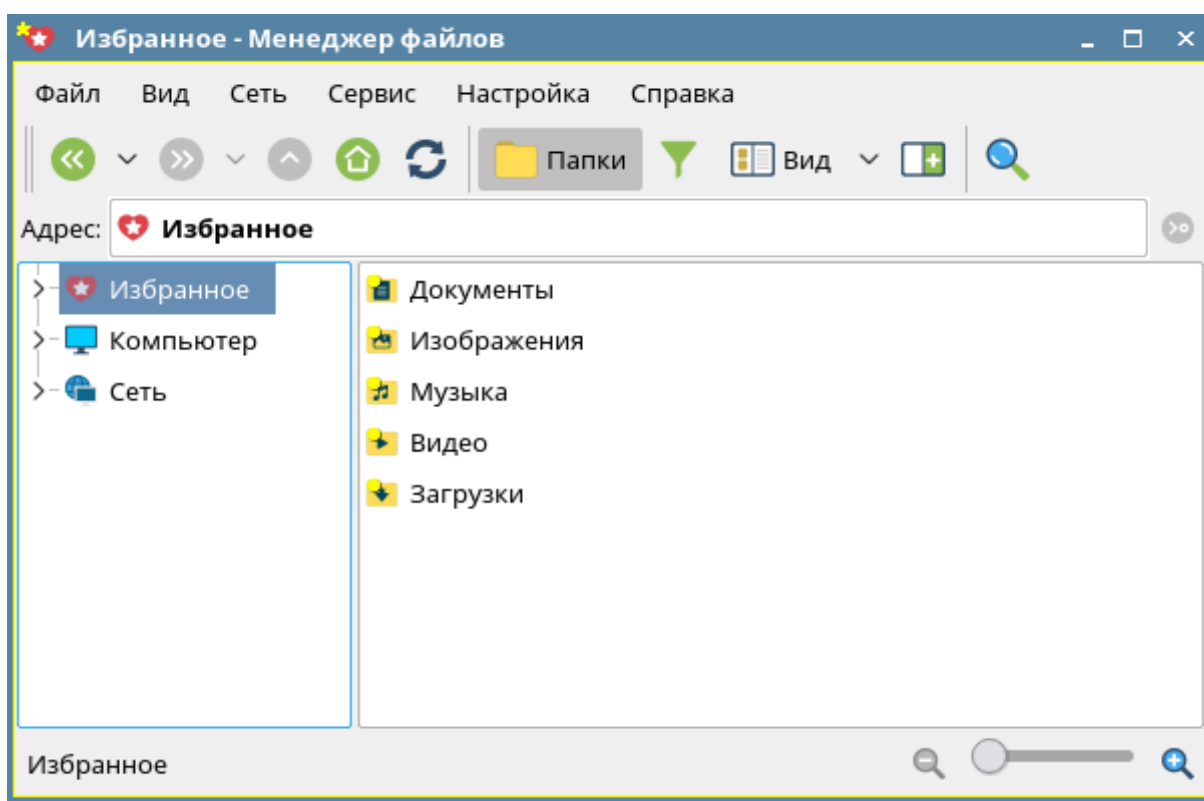 Избранное - Менеджер файлов
Файл Вид Сеть Сервис Настройка Справка
Папки Вид
Адрес: Избранное
Избранное
Компьютер
Сеть
Документы
Изображения
Музыка
Видео
Загрузки
Избранное